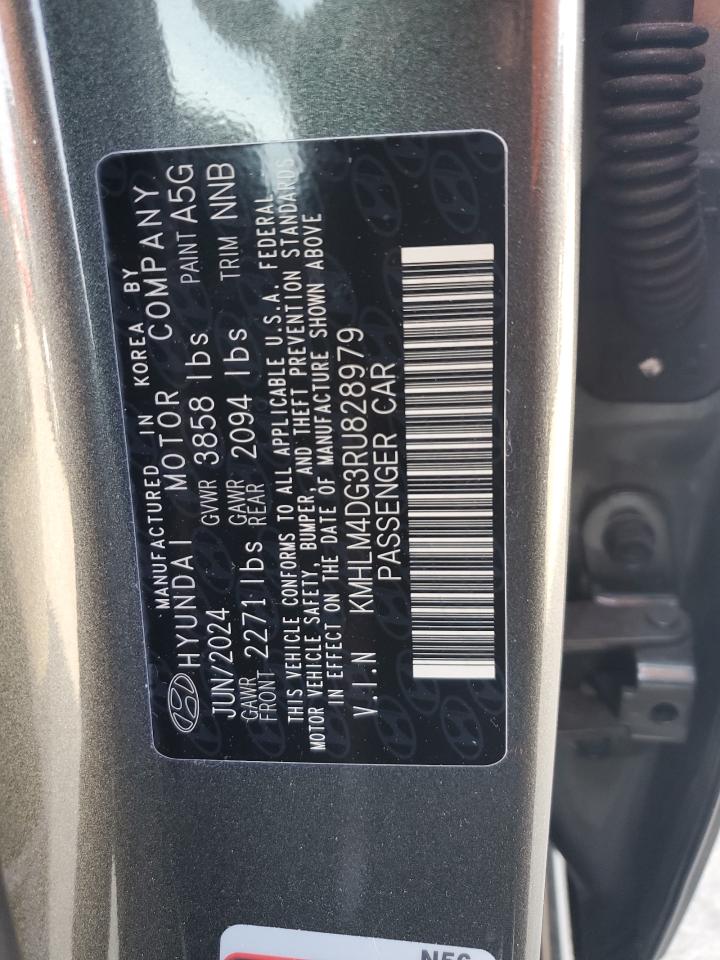 MANUFACTURED IN KOREA BY
HYUNDAI MOTOR COMPANY
JUN/2024 GVWR 3858 lbs PAINT A5G
GAWR FRONT 2271 lbs GAWR REAR 2094 lbs TRIM NNB
THIS VEHICLE CONFORMS TO ALL APPLICABLE U.S.A. FEDERAL
MOTOR VEHICLE SAFETY, BUMPER, AND THEFT PREVENTION STANDARDS
IN EFFECT ON THE DATE OF MANUFACTURE SHOWN ABOVE
V.I.N KMHLM4DG3RU828979
PASSENGER CAR